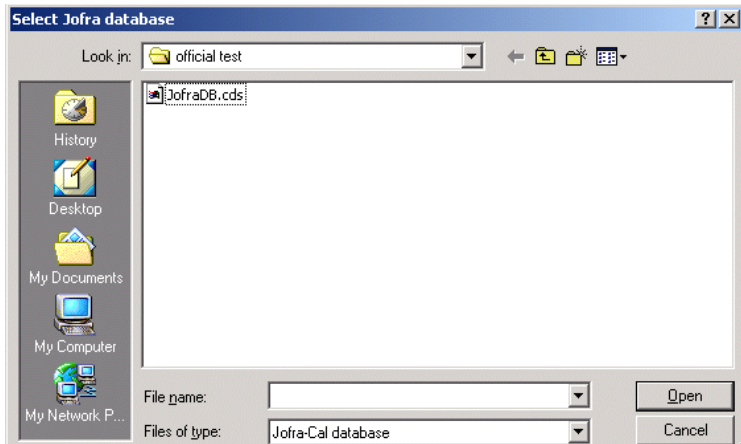 Select Jofra database
Look in: official test
JofraDB.cds
History
Desktop
My Documents
My Computer
My Network P...
File name:
Open
Files of type: Jofra-Cal database
Cancel